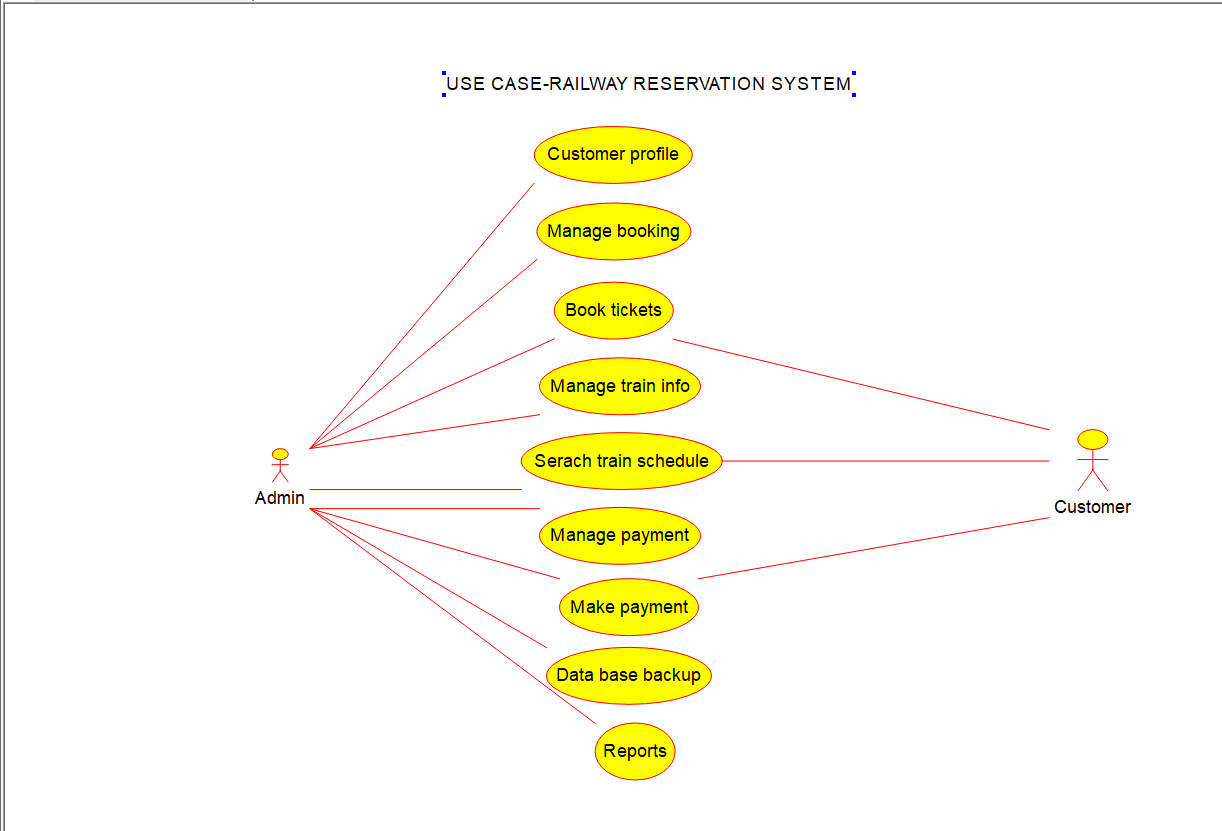 USE CASE-RAILWAY RESERVATION SYSTEM
Customer profile
Manage booking
Book tickets
Manage train info
Serach train schedule
Admin
Customer
Manage payment
Make payment
Data base backup
Reports